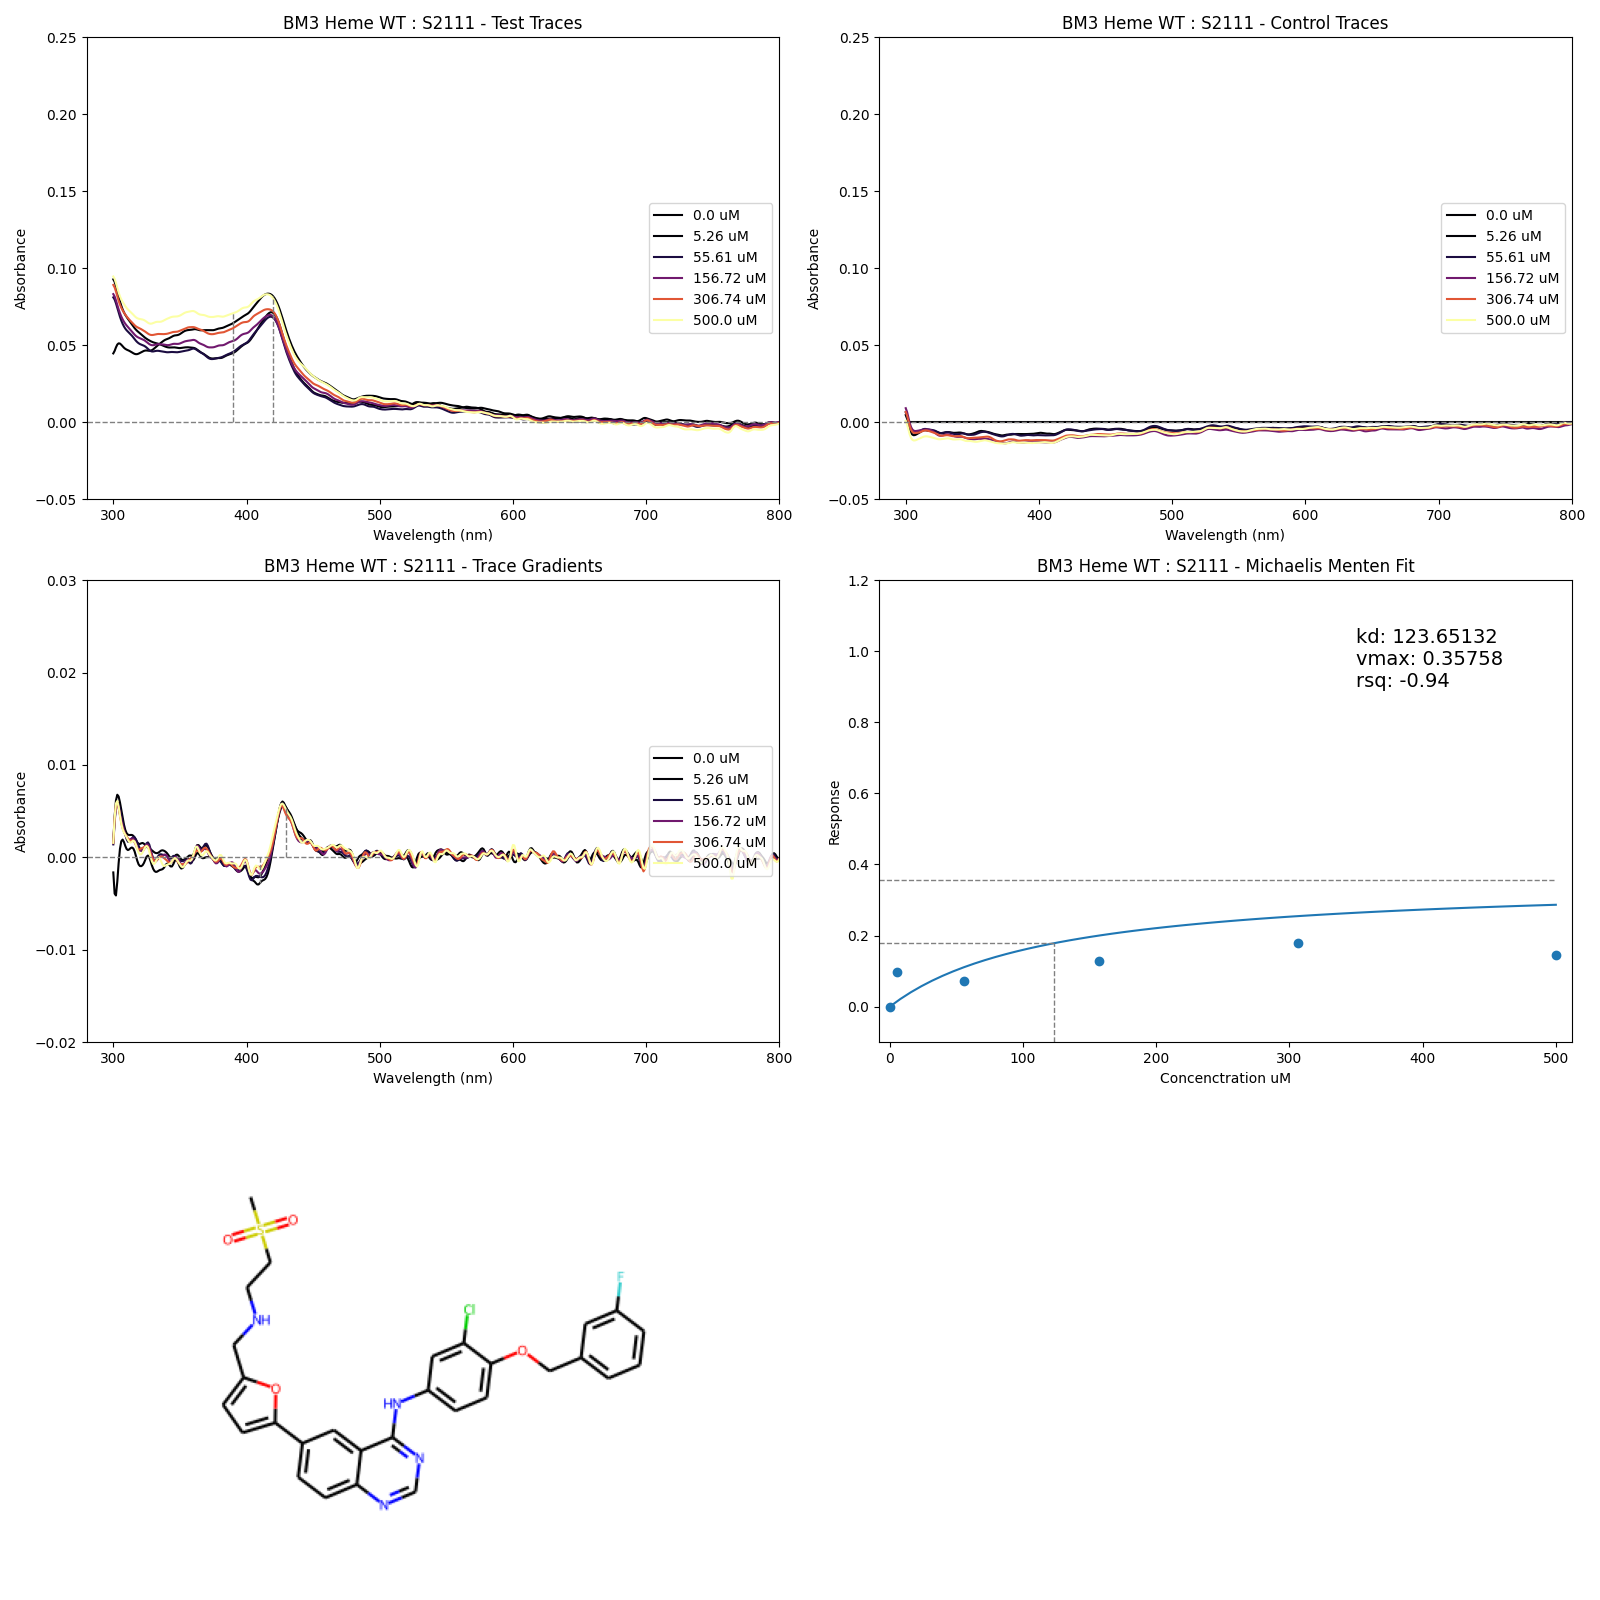 BM3 Heme WT : S2111 - Test Traces
Absorbance
0.25
0.20
0.15
0.10
0.05
0.00
−0.05
300 400 500 600 700 800
Wavelength (nm)
0.0 uM
5.26 uM
55.61 uM
156.72 uM
306.74 uM
500.0 uM
BM3 Heme WT : S2111 - Control Traces
Absorbance
0.25
0.20
0.15
0.10
0.05
0.00
−0.05
300 400 500 600 700 800
Wavelength (nm)
0.0 uM
5.26 uM
55.61 uM
156.72 uM
306.74 uM
500.0 uM
BM3 Heme WT : S2111 - Trace Gradients
Absorbance
0.03
0.02
0.01
0.00
−0.01
−0.02
300 400 500 600 700 800
Wavelength (nm)
0.0 uM
5.26 uM
55.61 uM
156.72 uM
306.74 uM
500.0 uM
BM3 Heme WT : S2111 - Michaelis Menten Fit
Response
1.2
1.0
0.8
0.6
0.4
0.2
0.0
0 100 200 300 400 500
Concenctration uM
kd: 123.65132
vmax: 0.35758
rsq: -0.94
O
S
O
NH
O
HN
Cl
O
F
N
N